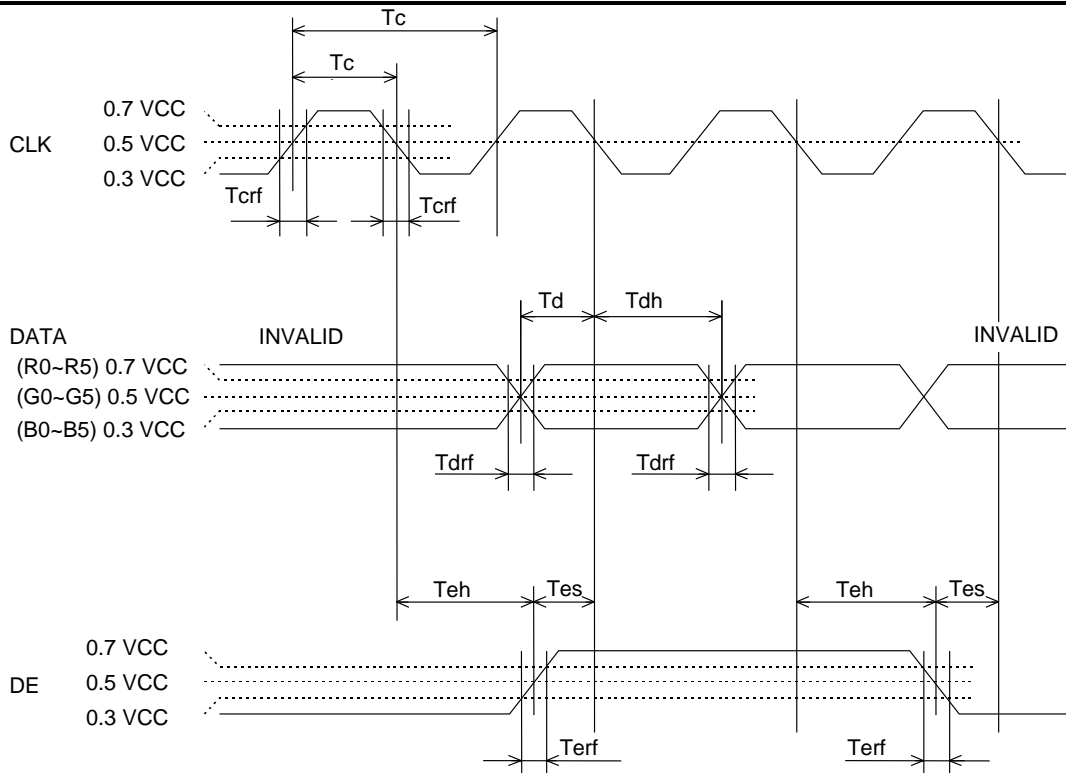 Tc
Tc
0.7 VCC
CLK 0.5 VCC
0.3 VCC
Tcrf Tcrf
Td Tdh
DATA INVALID INVALID
(R0~R5) 0.7 VCC
(G0~G5) 0.5 VCC
(B0~B5) 0.3 VCC
Tdrf Tdrf
Teh Tes Teh Tes
0.7 VCC
DE 0.5 VCC
0.3 VCC
Terf Terf